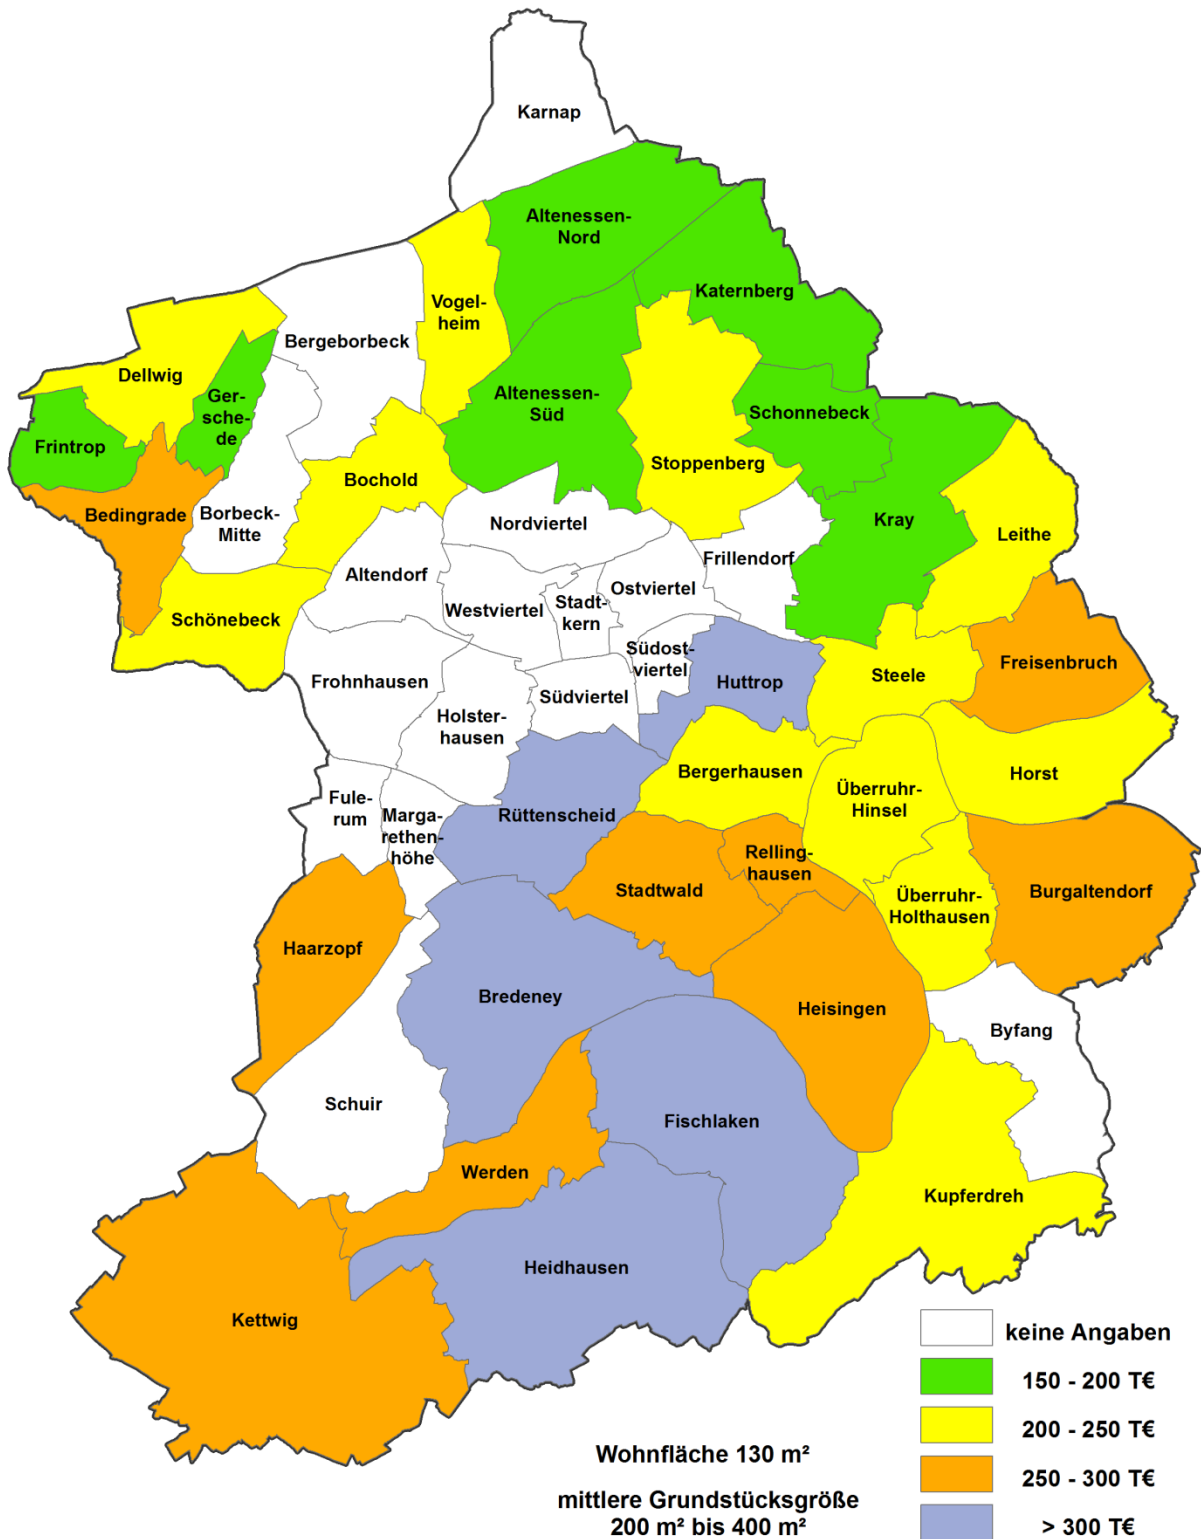 Karnap
Altenessen-
Nord
Katernberg
Vogel-
heim
Bergeborbeck
Dellwig
Ger-
sche-
de
Altenessen-
Süd
Schonnebeck
Frintrop
Stoppenberg
Bochold
Bedingrade
Borbeck-
Mitte
Nordviertel
Kray
Leithe
Frillendorf
Altendorf
Ostviertel
Westviertel
Stadt-
kern
Schönebeck
Südost-
viertel
Freisenbruch
Steele
Huttrop
Frohnhausen
Südviertel
Holster-
hausen
Bergerhausen
Horst
Überruhr-
Hinsel
Fule-
rum
Marga-
rethen-
höhe
Rüttenscheid
Relling-
hausen
Stadtwald
Burgaltendorf
Überruhr-
Holthausen
Haarzopf
Bredeney
Heisingen
Byfang
Schuir
Fischlaken
Werden
Kupferdreh
Heidhausen
Kettwig
keine Angaben
150 - 200 T€
200 - 250 T€
250 - 300 T€
> 300 T€
Wohnfläche 130 m²
mittlere Grundstücksgröße
200 m² bis 400 m²